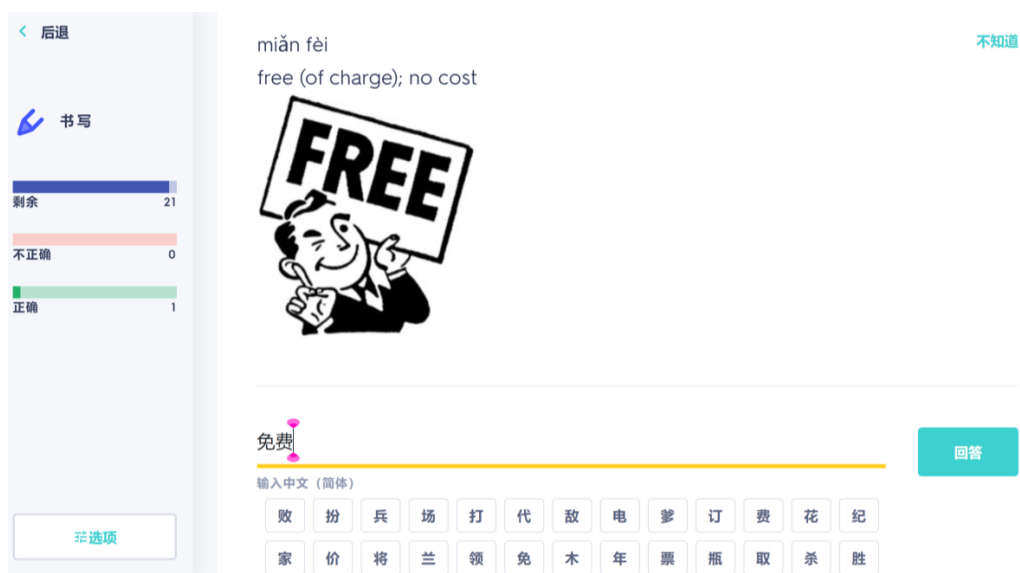 后退
书写
剩余 21
不正确 0
正确 1
选项
miǎn fèi
不知道
free (of charge); no cost
FREE
免费
回答
输入中文（简体）
败 扮 兵 场 打 代 敌 电 爹 订 费 花 纪
家 价 将 兰 领 免 木 年 票 瓶 取 杀 胜